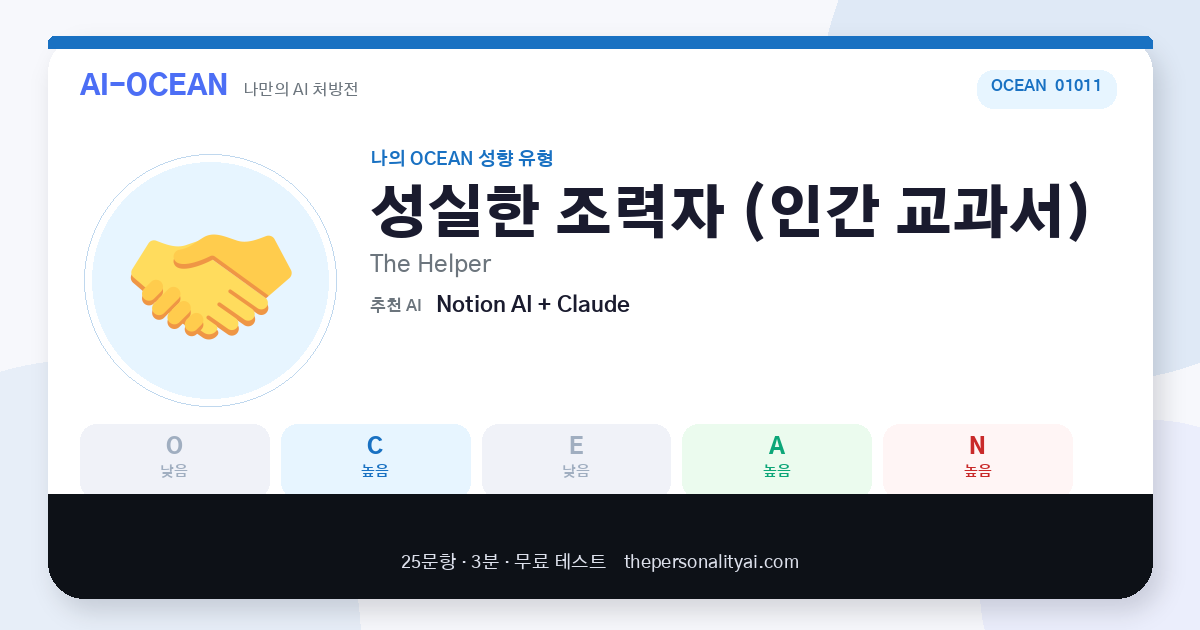 AI-OCEAN 나만의 AI 처방전
OCEAN 01011
나의 OCEAN 성향 유형
성실한 조력자 (인간 교과서)
The Helper
추천 AI Notion AI + Claude
O C E A N
낮음 높음 낮음 높음 높음
25문항 · 3분 · 무료 테스트 thepersonalityai.com